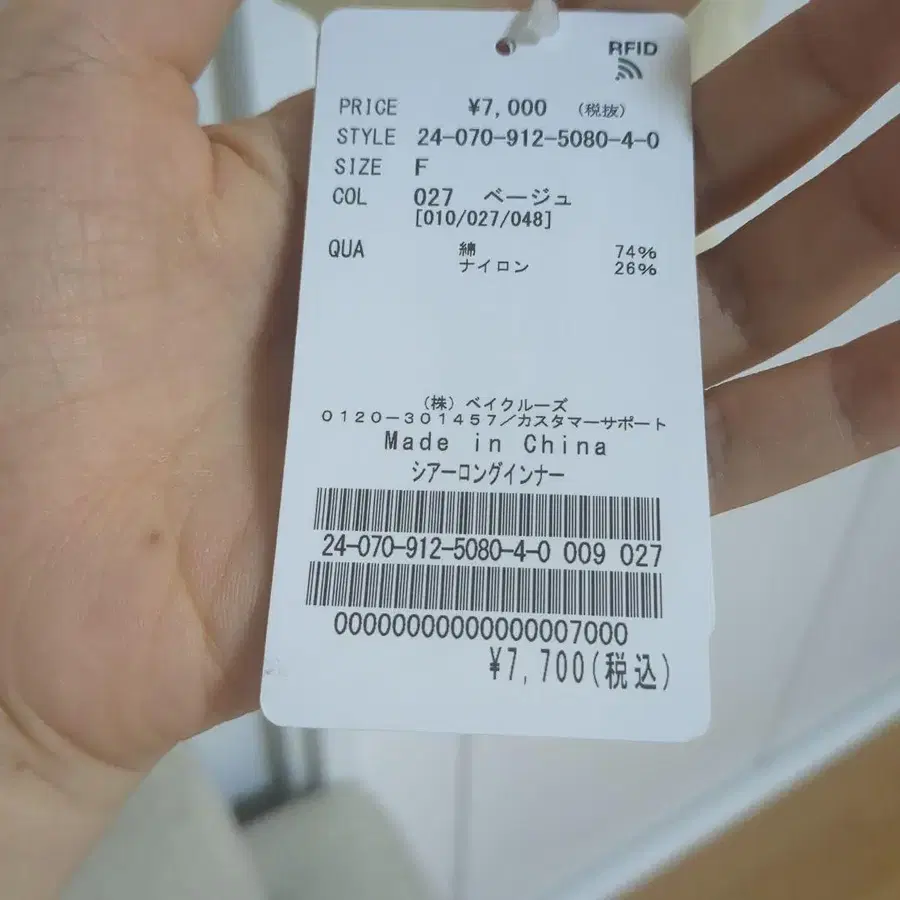 RFID
PRICE ¥7,000 (税抜)
STYLE 24-070-912-5080-4-0
SIZE F
COL 027 ベージュ
[010/027/048]
QUA 綿 74%
ナイロン 26%
(株) ベイクルーズ
0120-301457/カスタマーサポート
Made in China
シアーロングインナー
24-070-912-5080-4-0 009 027
00000000000000007000
¥7,700(税込)